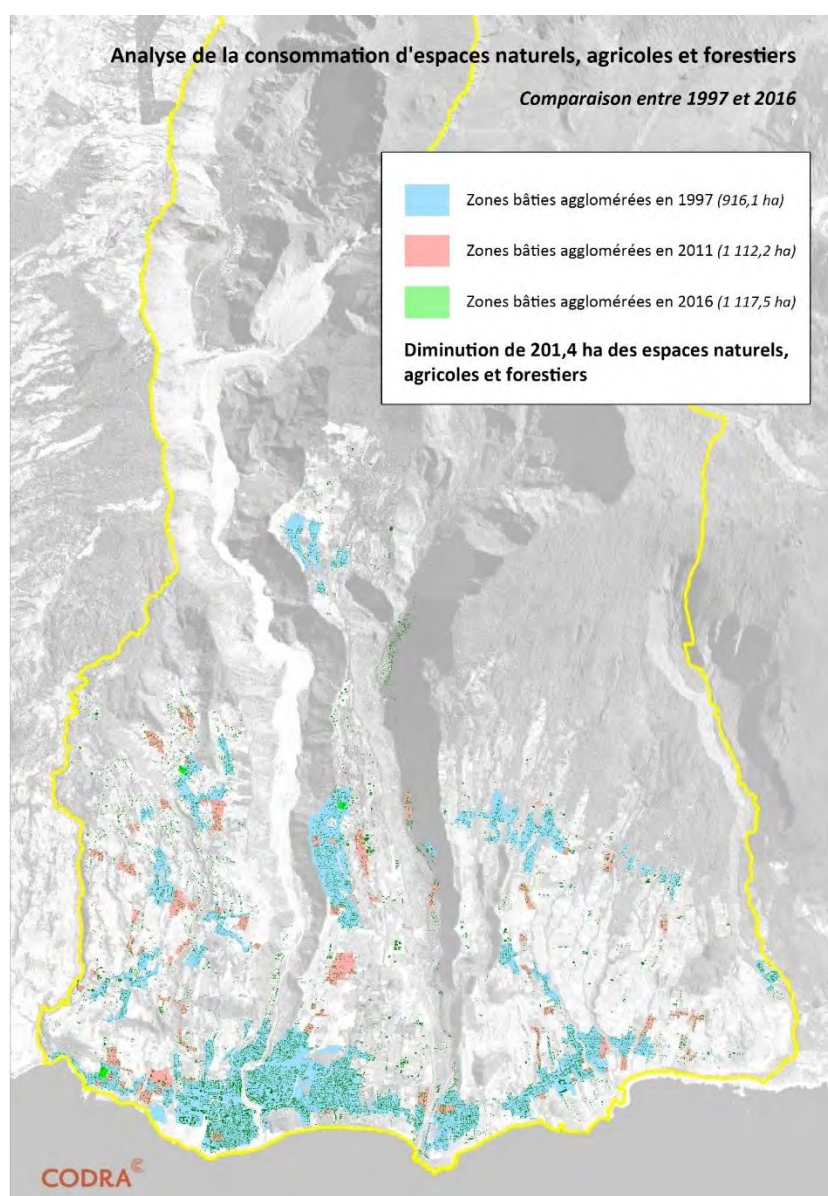 Analyse de la consommation d'espaces naturels, agricoles et forestiers
Comparaison entre 1997 et 2016
Zones bâties agglomérées en 1997 (916,1 ha)
Zones bâties agglomérées en 2011 (1 112,2 ha)
Zones bâties agglomérées en 2016 (1 117,5 ha)
Diminution de 201,4 ha des espaces naturels,
agricoles et forestiers
CODRA